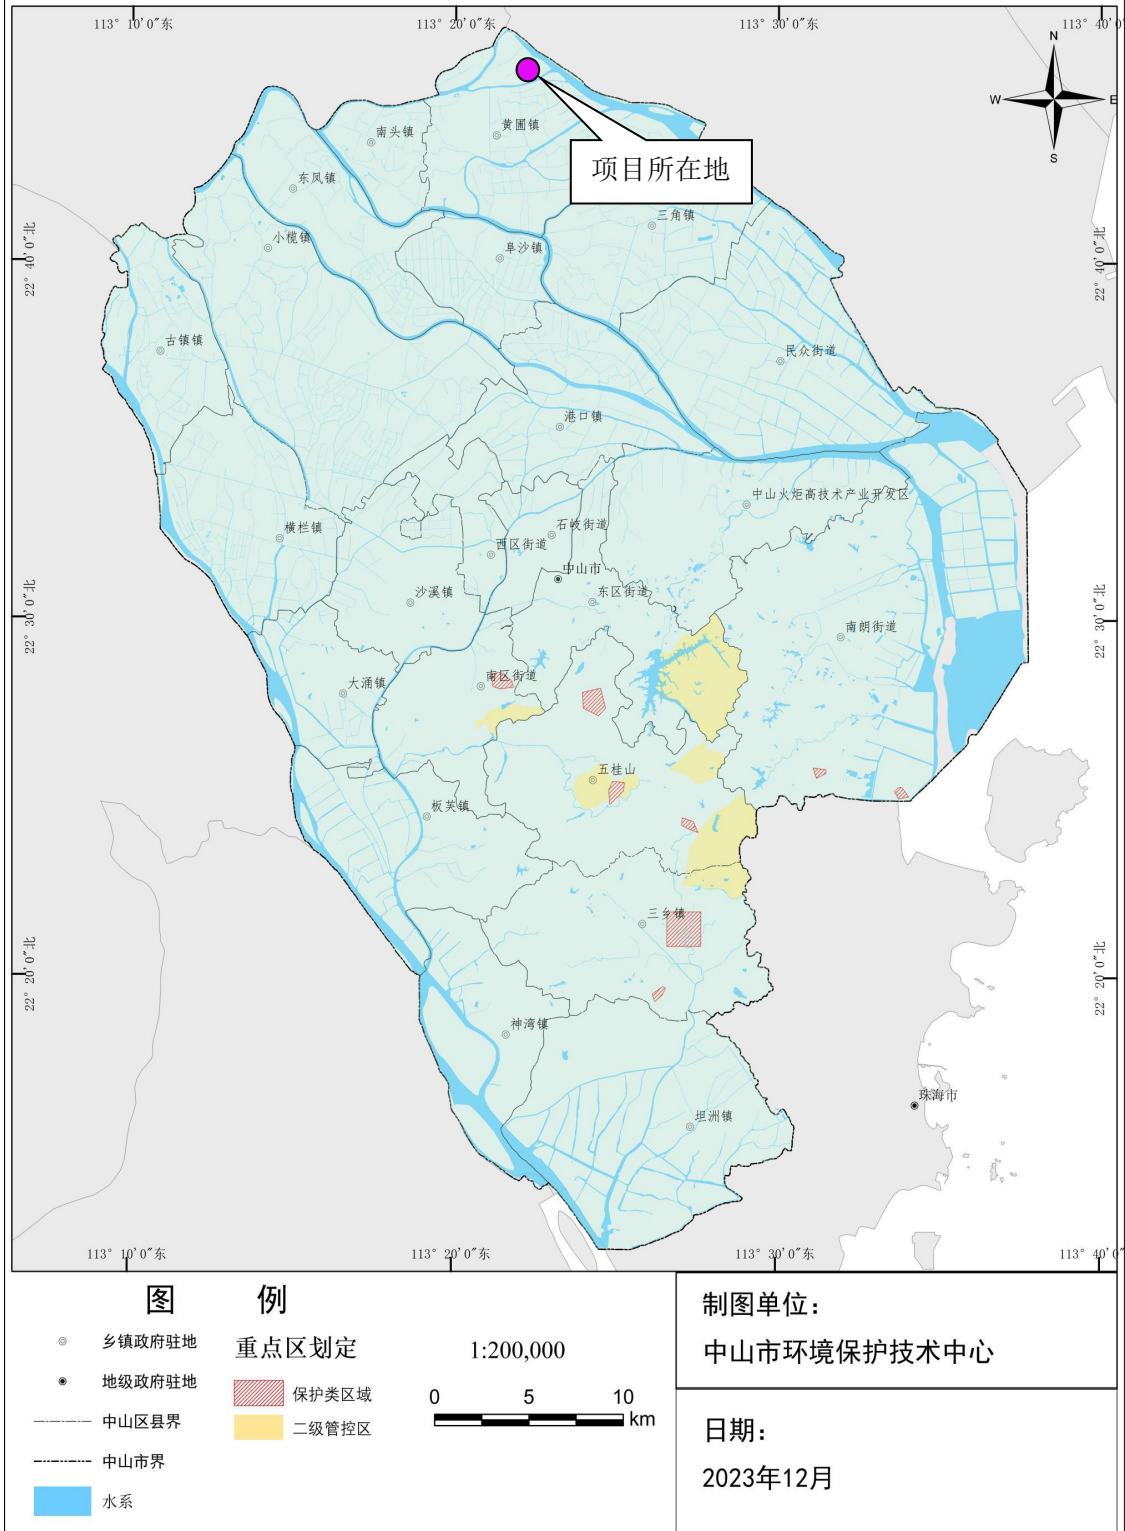 113° 10′0″东
113° 20′0″东
113° 30′0″东
113° 40′0
N
W
E
S
南头镇
黄圃镇
项目所在地
东凤镇
三角镇
小榄镇
阜沙镇
22° 40′0″北
22° 40′0″北
古镇镇
民众街道
港口镇
中山火炬高技术产业开发区
横栏镇
石岐街道
西区街道
中山市
沙溪镇
东区街道
22° 30′0″北
22° 30′0″北
南朗街道
大涌镇
南区街道
五桂山
板芙镇
三乡镇
22° 20′0″北
22° 20′0″北
神湾镇
珠海市
坦洲镇
113° 10′0″东
113° 20′0″东
113° 30′0″东
113° 40′0″
图 例
乡镇政府驻地
地级政府驻地
中山区县界
中山市界
水系
重点区划定
保护类区域
二级管控区
1:200,000
0 5 10
km
制图单位：
中山市环境保护技术中心
日期：
2023年12月